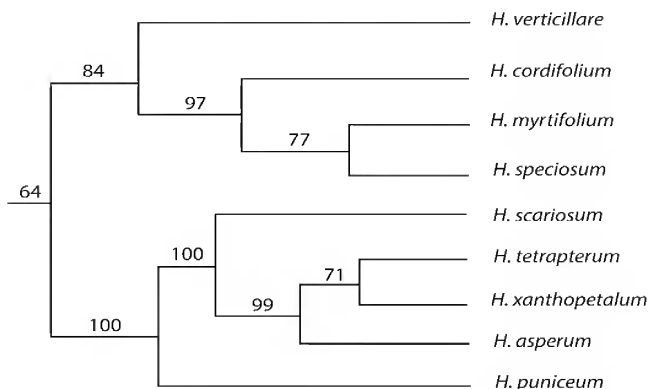 H. verticillare
84
H. cordifolium
97
H. myrtifolium
77
H. speciosum
64
H. scariosum
100
H. tetrapterum
71
H. xanthopetalum
99
100
H. asperum
H. puniceum